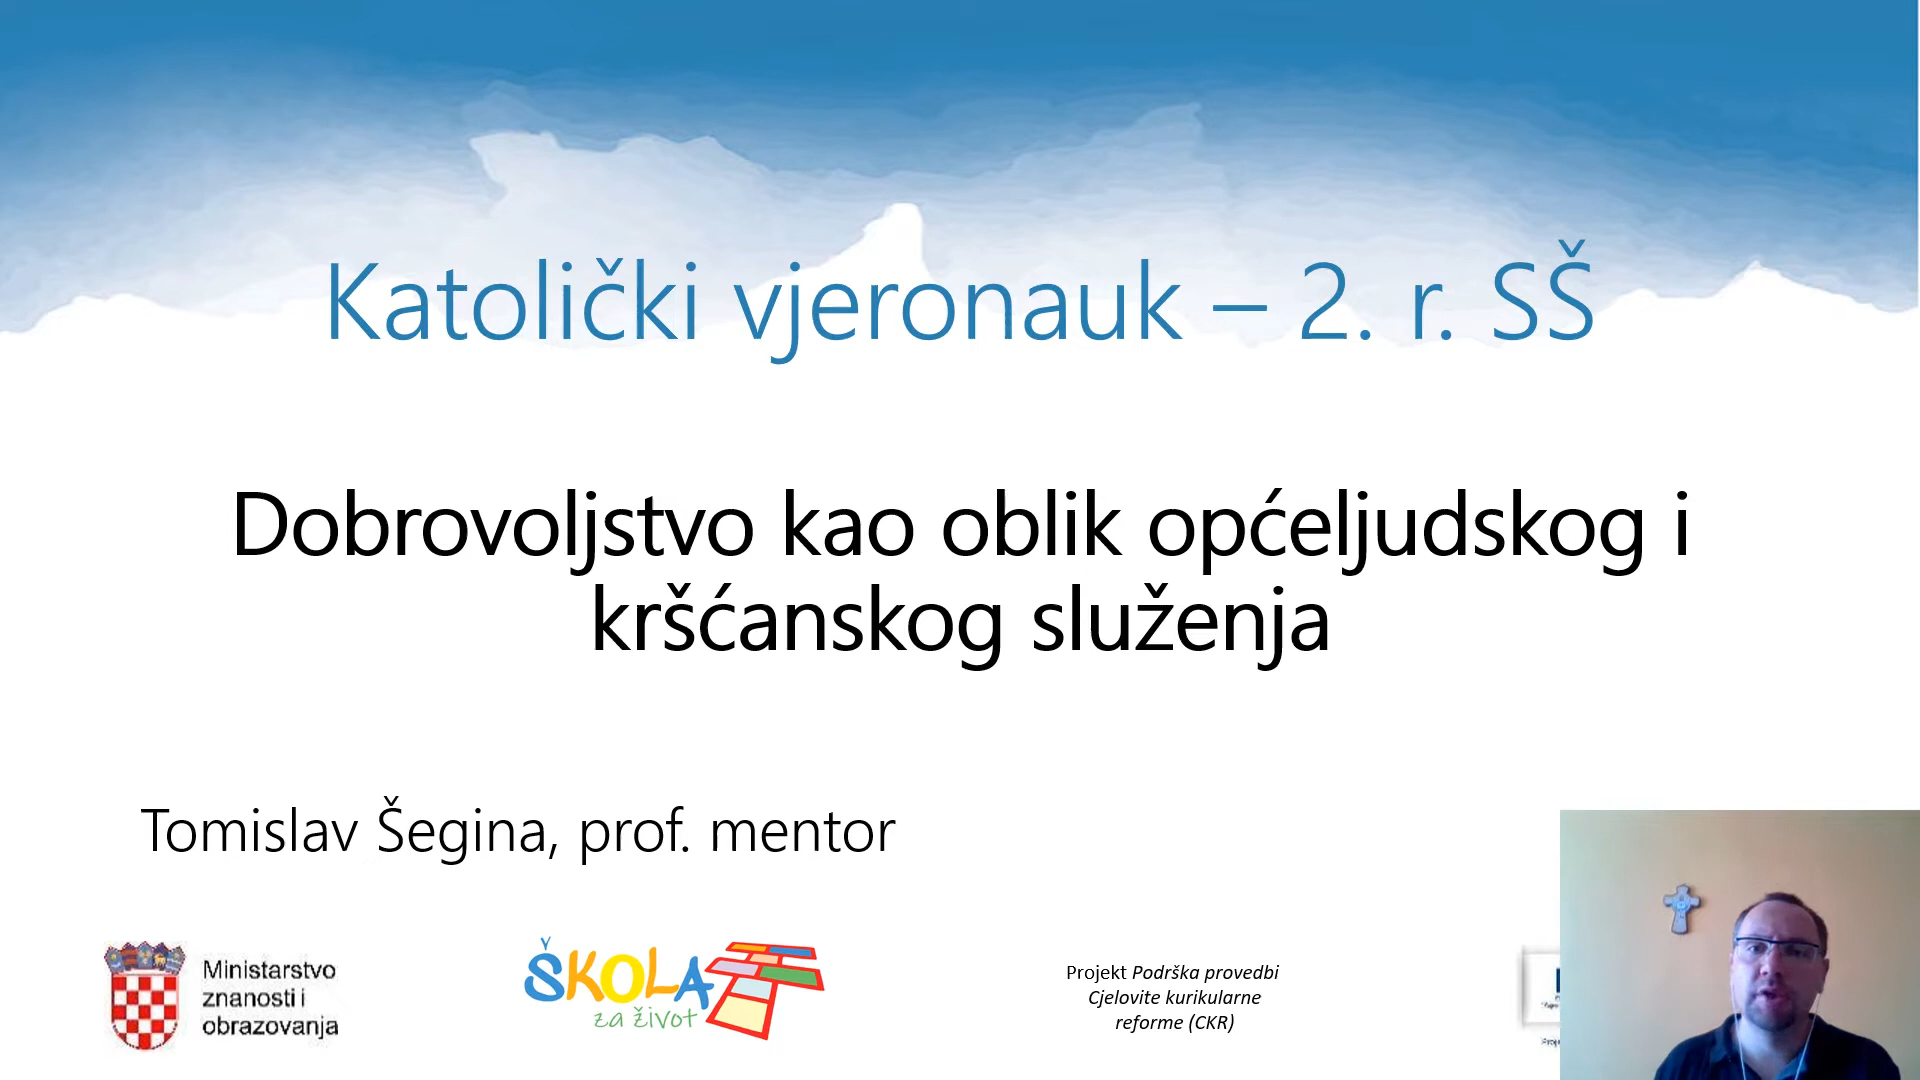 Katolički vjeronauk – 2. r. SŠ
Dobrovoljstvo kao oblik općeljudskog i
kršćanskog služenja
Tomislav Šegina, prof. mentor
Ministarstvo
znanosti i
obrazovanja
ŠKOLA
za život
Projekt Podrška provedbi
Cjelovite kurikularne
reforme (CKR)